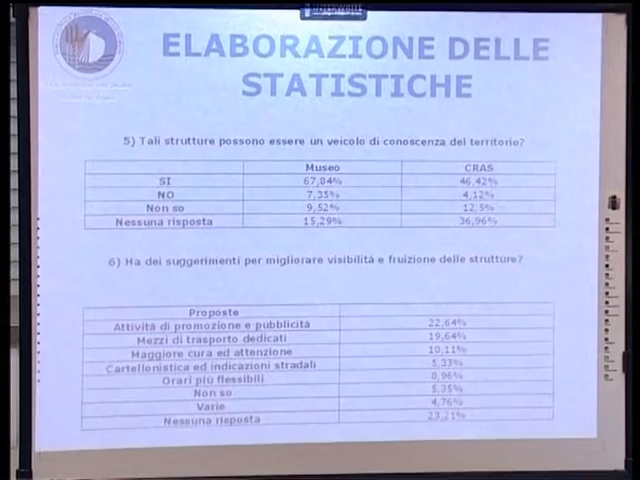 ELABORAZIONE DELLE
STATISTICHE
5) Tali strutture possono essere un veicolo di conoscenza del territorio?
Museo CRAS
SI 67,84% 46,42%
NO 7,35% 4,12%
Non so 9,52% 12,5%
Nessuna risposta 15,29% 36,96%
6) Ha dei suggerimenti per migliorare visibilità e fruizione delle strutture?
Proposte
Attività di promozione e pubblicità 22,64%
Mezzi di trasporto dedicati 19,64%
Maggiore cura ed attenzione 10,11%
Cartellonistica ed indicazioni stradali 5,33%
Orari più flessibili 8,96%
Non so 5,35%
Varie 4,76%
Nessuna risposta 23,21%